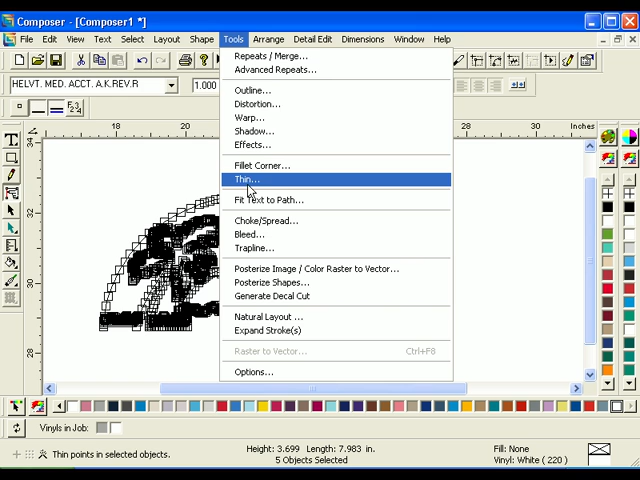 Composer - [Composer1 *]
File Edit View Text Select Layout Shape Tools Arrange Detail Edit Dimensions Window Help
HELVT. MED. ACCT. A.K.REV.R 1.000
Repeats / Merge...
Advanced Repeats...
Outline...
Distortion...
Warp...
Shadow...
Effects...
Fillet Corner...
Thin...
Fit Text to Path...
Choke/Spread...
Bleed...
Trapline...
Posterize Image / Color Raster to Vector...
Posterize Shapes...
Generate Decal Cut
Natural Layout ...
Expand Stroke(s)
Raster to Vector... Ctrl+F8
Options...
18 20 28 30 Inches
34
32
30
28
Vinyls in Job:
Thin points in selected objects.
Height: 3.699 Length: 7.983 in.
5 Objects Selected
Fill: None
Vinyl: White ( 220 )